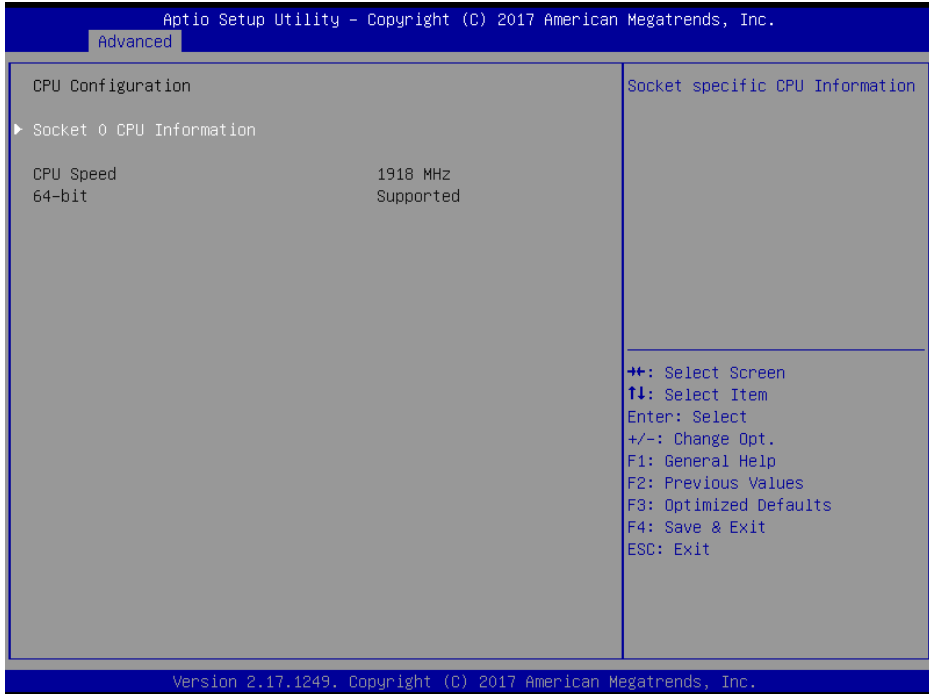 Aptio Setup Utility – Copyright (C) 2017 American Megatrends, Inc.
Advanced
CPU Configuration
Socket 0 CPU Information
CPU Speed 1918 MHz
64-bit Supported
Socket specific CPU Information
→←: Select Screen
↑↓: Select Item
Enter: Select
+/-: Change Opt.
F1: General Help
F2: Previous Values
F3: Optimized Defaults
F4: Save & Exit
ESC: Exit
Version 2.17.1249. Copyright (C) 2017 American Megatrends, Inc.